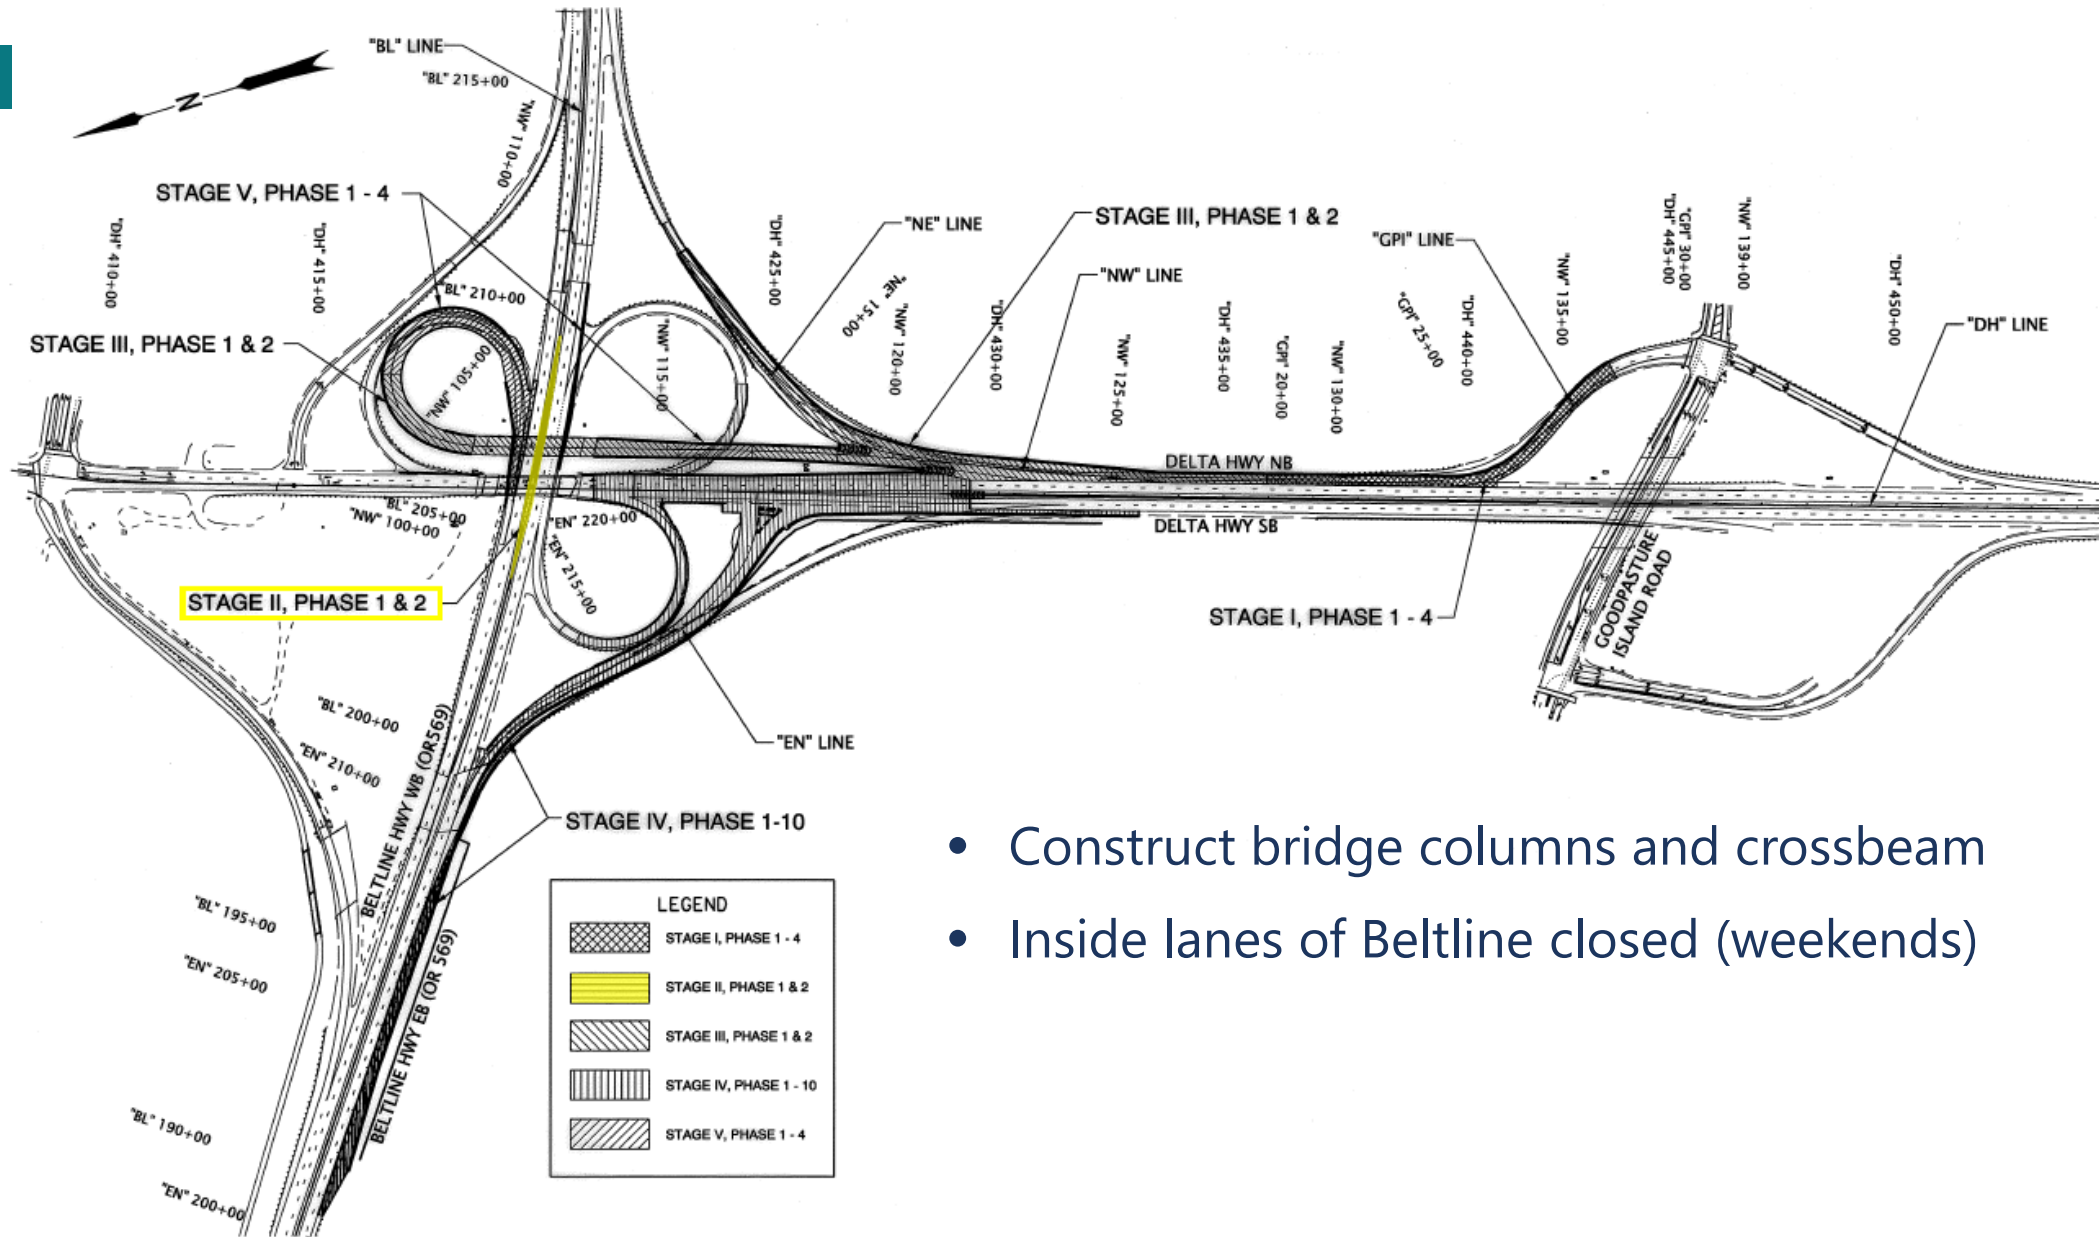 "BL" LINE
"BL" 215+00
N
"NW" 110+00
STAGE V, PHASE 1 - 4
"DH" 410+00
"DH" 415+00
"BL" 210+00
STAGE III, PHASE 1 & 2
"NW" 105+00
"NW" 115+00
"DH" 425+00
"NE" LINE
"NE" 15+00
"NW" 120+00
STAGE III, PHASE 1 & 2
"NW" LINE
"DH" 430+00
"NW" 125+00
"DH" 435+00
"GPI" 20+00
"NW" 130+00
"GPI" LINE
"GPI" 25+00
"DH" 440+00
"NW" 135+00
"DH" 445+00
"GPI" 30+00
"NW" 139+00
"DH" 450+00
"DH" LINE
DELTA HWY NB
DELTA HWY SB
"BL" 205+00
"NW" 100+00
"EN" 220+00
"EN" 215+00
STAGE II, PHASE 1 & 2
STAGE I, PHASE 1 - 4
GOODPASTURE
ISLAND ROAD
"BL" 200+00
"EN" 210+00
"EN" LINE
BELTLINE HWY WB (OR569)
STAGE IV, PHASE 1-10
"BL" 195+00
"EN" 205+00
BELTLINE HWY EB (OR 569)
"BL" 190+00
"EN" 200+00
LEGEND
STAGE I, PHASE 1 - 4
STAGE II, PHASE 1 & 2
STAGE III, PHASE 1 & 2
STAGE IV, PHASE 1 - 10
STAGE V, PHASE 1 - 4
• Construct bridge columns and crossbeam
• Inside lanes of Beltline closed (weekends)